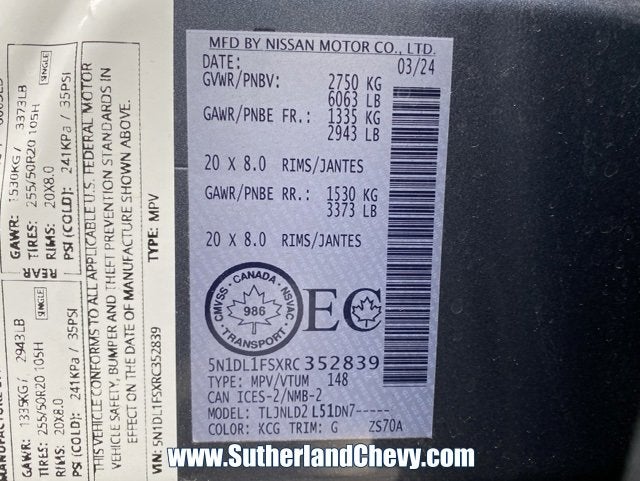 MFD BY NISSAN MOTOR CO., LTD.
DATE: 03/24
GVWR/PNBV: 2750 KG
6063 LB
GAWR/PNBE FR.: 1335 KG
2943 LB
20 X 8.0 RIMS/JANTES
GAWR/PNBE RR.: 1530 KG
3373 LB
20 X 8.0 RIMS/JANTES
CMVSS · CANADA · NSVAC
986
TRANSPORT
EC
5N1DL1FSXRC352839
TYPE: MPV/VTUM 148
CAN ICES-2/NMB-2
MODEL: TLJNLD2 L51DN7-----
COLOR: KCG TRIM: G ZS70A
GAWR: 1530KG/ 3373LB
TIRES: 255/50R20 105H SINGLE
RIMS: 20X8.0
PSI (COLD): 241KPA/ 35PSI
GAWR: 1335KG/ 2943LB
TIRES: 255/50R20 105H SINGLE
RIMS: 20X8.0
PSI (COLD): 241KPA/ 35PSI
THIS VEHICLE CONFORMS TO ALL APPLICABLE U.S. FEDERAL MOTOR
VEHICLE SAFETY, BUMPER AND THEFT PREVENTION STANDARDS IN
EFFECT ON THE DATE OF MANUFACTURE SHOWN ABOVE.
VIN: 5N1DL1FSXRC352839 TYPE: MPV
www.SutherlandChevy.com